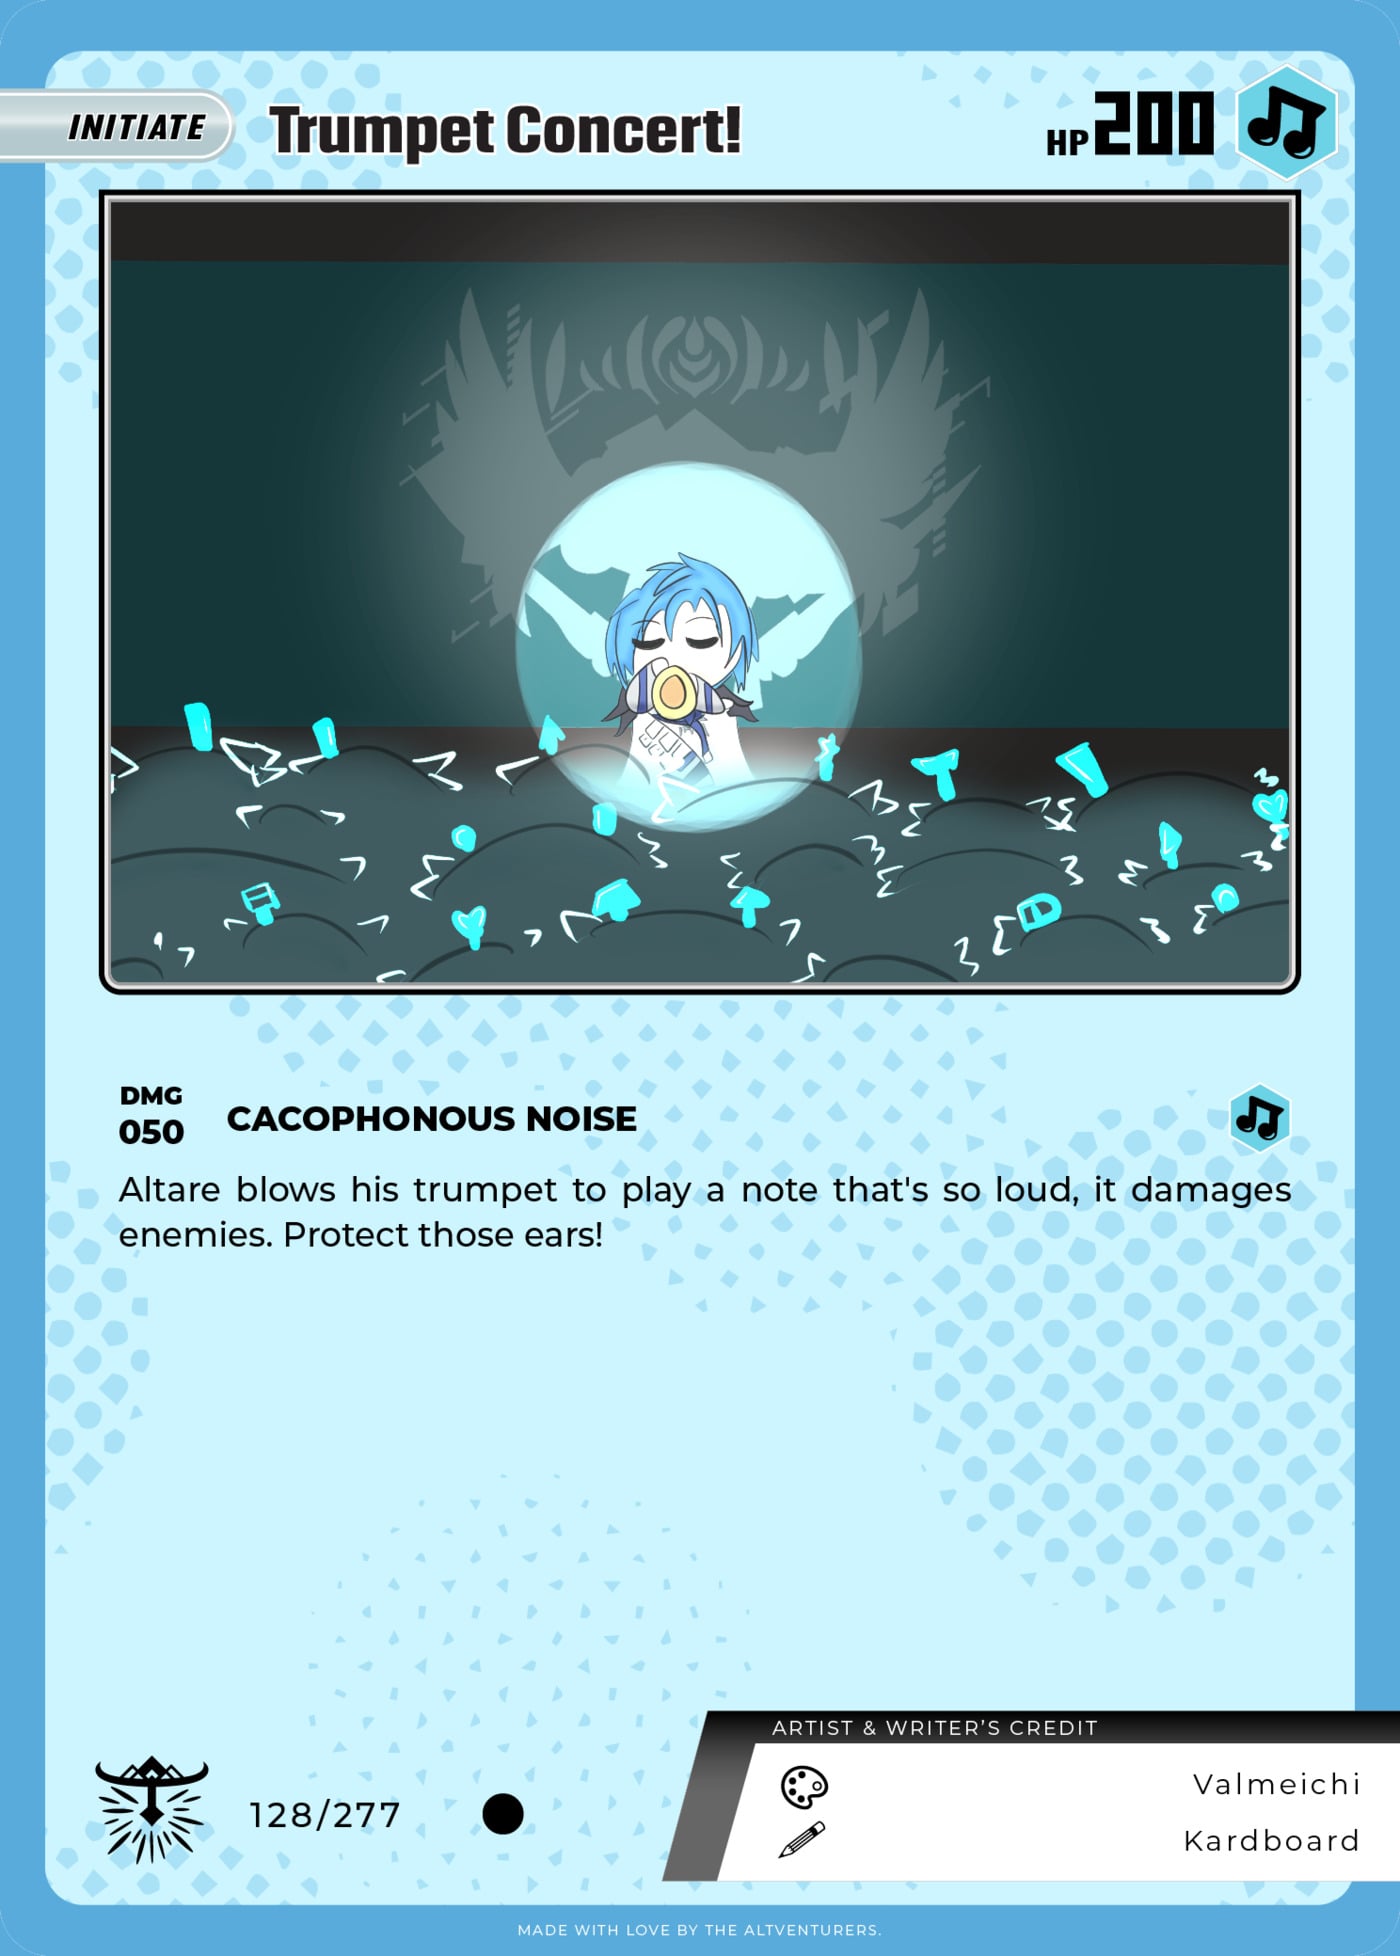 INITIATE
Trumpet Concert!
HP 200
DMG
050
CACOPHONOUS NOISE
Altare blows his trumpet to play a note that's so loud, it damages
enemies. Protect those ears!
ARTIST & WRITER'S CREDIT
Valmeichi
Kardboard
128/277
MADE WITH LOVE BY THE ALTVENTURERS.